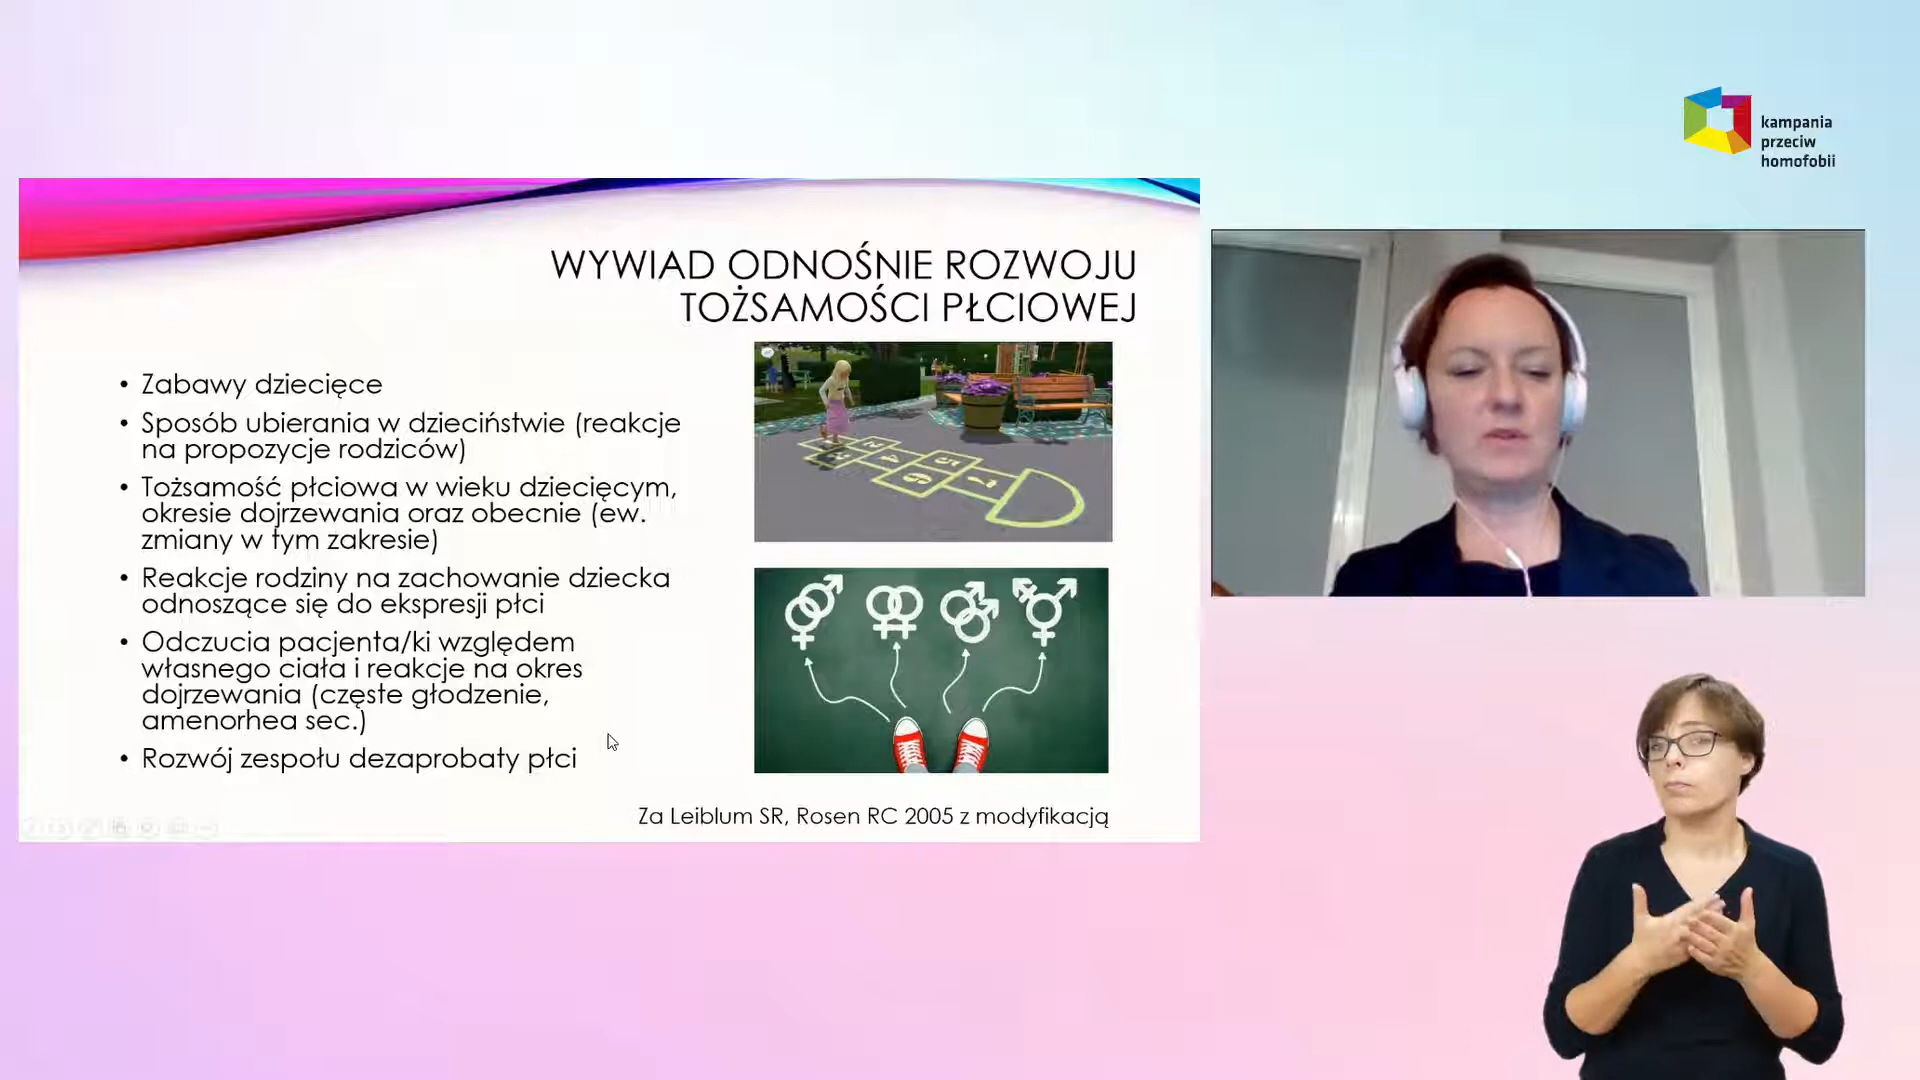 kampania
przeciw
homofobii
WYWIAD ODNOŚNIE ROZWOJU
TOŻSAMOŚCI PŁCIOWEJ
• Zabawy dziecięce
• Sposób ubierania w dzieciństwie (reakcje
na propozycje rodziców)
• Tożsamość płciowa w wieku dziecięcym,
okresie dojrzewania oraz obecnie (ew.
zmiany w tym zakresie)
• Reakcje rodziny na zachowanie dziecka
odnoszące się do ekspresji płci
• Odczucia pacjenta/ki względem
własnego ciała i reakcje na okres
dojrzewania (częste głodzenie,
amenorhea sec.)
• Rozwój zespołu dezaprobaty płci
Za Leiblum SR, Rosen RC 2005 z modyfikacją